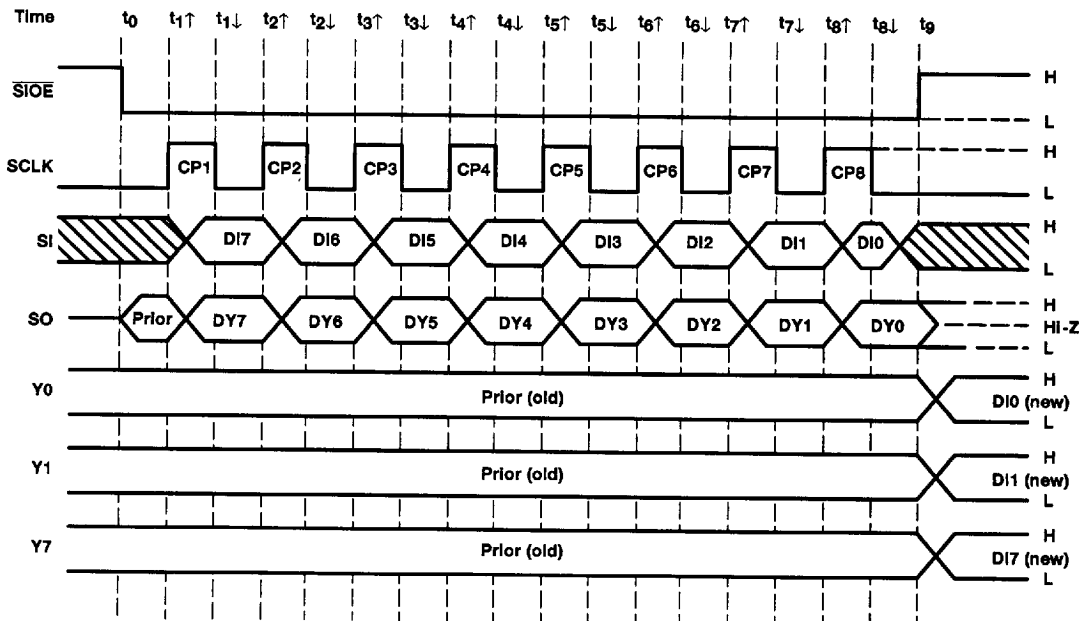 Time t0 t1↑ t1↓ t2↑ t2↓ t3↑ t3↓ t4↑ t4↓ t5↑ t5↓ t6↑ t6↓ t7↑ t7↓ t8↑ t8↓ t9
SIOE H
L
SCLK CP1 CP2 CP3 CP4 CP5 CP6 CP7 CP8 H
L
SI DI7 DI6 DI5 DI4 DI3 DI2 DI1 DI0 H
L
SO Prior DY7 DY6 DY5 DY4 DY3 DY2 DY1 DY0 H
HI-Z
L
Y0 Prior (old) H
DI0 (new)
L
Y1 Prior (old) H
DI1 (new)
L
Y7 Prior (old) H
DI7 (new)
L